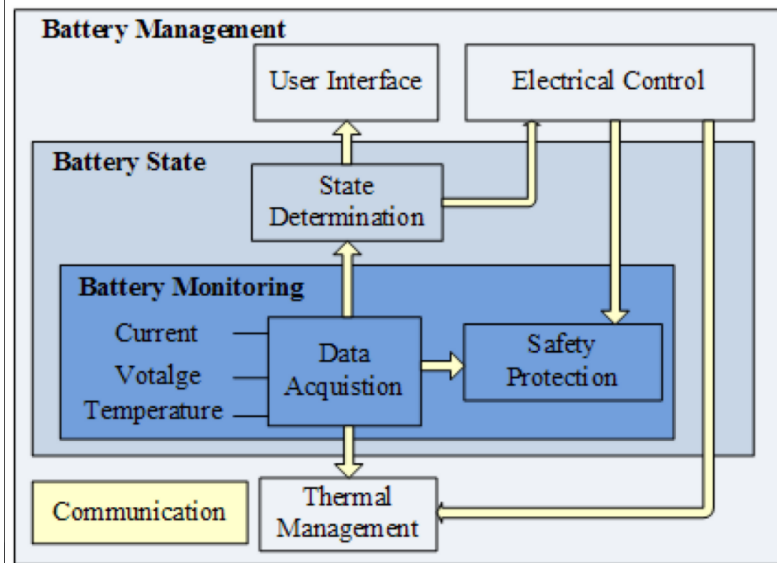 Battery Management
User Interface
Electrical Control
Battery State
State
Determination
Battery Monitoring
Current
Votalge
Temperature
Data
Acquistion
Safety
Protection
Communication
Thermal
Management